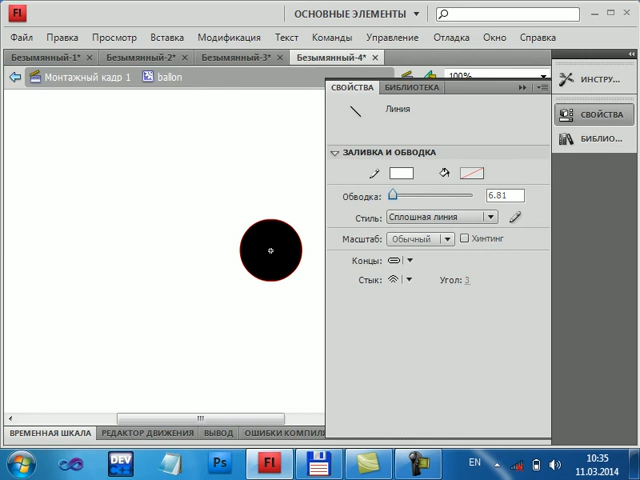 Fl
ОСНОВНЫЕ ЭЛЕМЕНТЫ
Файл Правка Просмотр Вставка Модификация Текст Команды Управление Отладка Окно Справка
Безымянный-1* Безымянный-2* Безымянный-3* Безымянный-4*
Монтажный кадр 1 ballon 100%
СВОЙСТВА БИБЛИОТЕКА
Линия
ЗАЛИВКА И ОБВОДКА
Обводка: 6.81
Стиль: Сплошная линия
Масштаб: Обычный Хинтинг
Концы:
Стык: Угол: 3
ИНСТРУ...
СВОЙСТВА
БИБЛИО...
ВРЕМЕННАЯ ШКАЛА РЕДАКТОР ДВИЖЕНИЯ ВЫВОД ОШИБКИ КОМПИЛЯ
DEV Ps Fl EN 10:35
11.03.2014